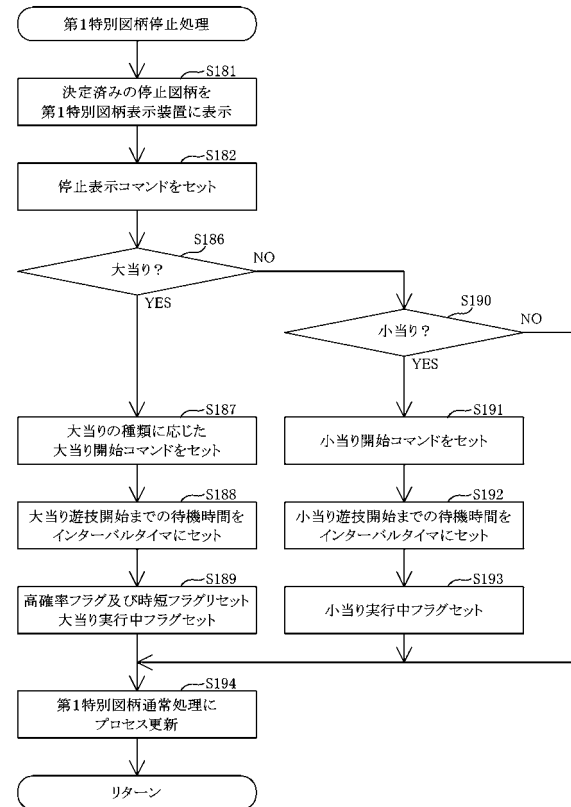 第1特別図柄停止処理
S181
決定済みの停止図柄を
第1特別図柄表示装置に表示
S182
停止表示コマンドをセット
S186
大当り？
NO
YES
S190
小当り？
NO
YES
S187
大当りの種類に応じた
大当り開始コマンドをセット
S191
小当り開始コマンドをセット
S188
大当り遊技開始までの待機時間を
インターバルタイマにセット
S192
小当り遊技開始までの待機時間を
インターバルタイマにセット
S189
高確率フラグ及び時短フラグリセット
大当り実行中フラグセット
S193
小当り実行中フラグセット
S194
第1特別図柄通常処理に
プロセス更新
リターン